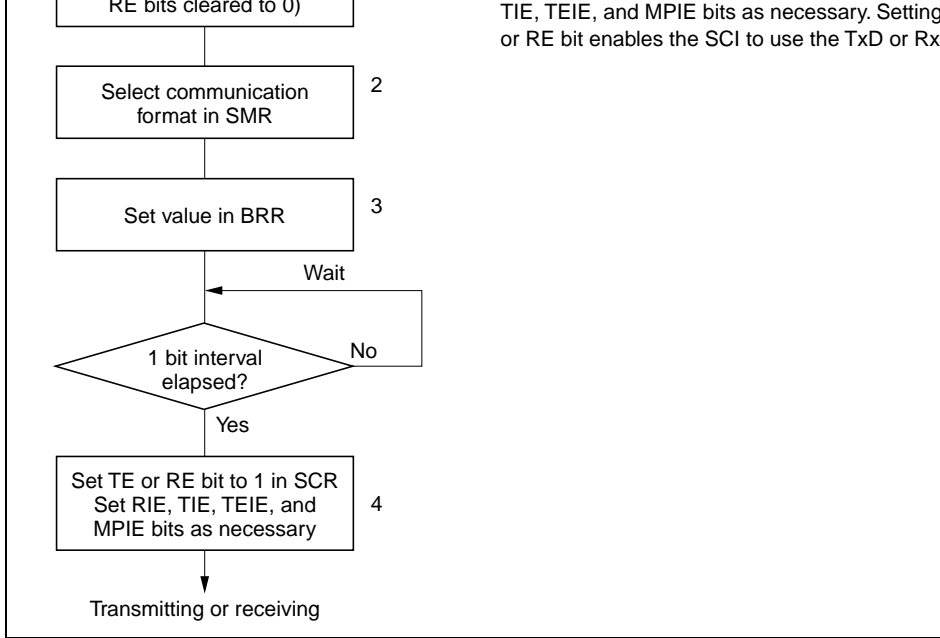 RE bits cleared to 0)
TIE, TEIE, and MPIE bits as necessary. Setting
or RE bit enables the SCI to use the TxD or Rx
Select communication
format in SMR
2
Set value in BRR
3
Wait
1 bit interval
elapsed?
No
Yes
Set TE or RE bit to 1 in SCR
Set RIE, TIE, TEIE, and
MPIE bits as necessary
4
Transmitting or receiving